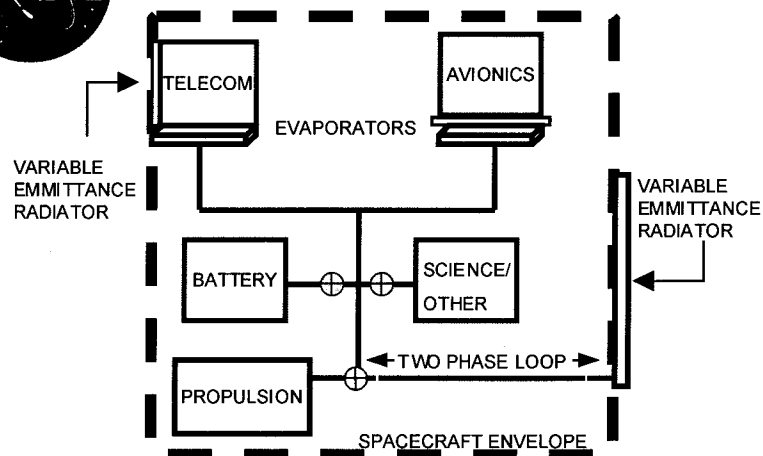 TELECOM
AVIONICS
EVAPORATORS
VARIABLE
EMMITTANCE
RADIATOR
VARIABLE
EMMITTANCE
RADIATOR
BATTERY
SCIENCE/
OTHER
TWO PHASE LOOP
PROPULSION
SPACECRAFT ENVELOPE